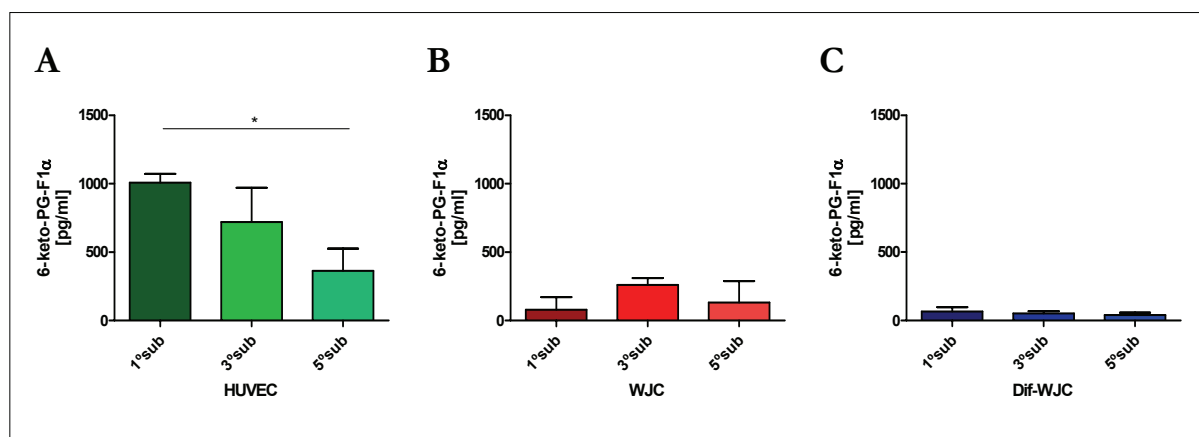 A
6-keto-PG-F1α
[pg/ml]
1500
1000
500
0
*
1ºsub
3ºsub
5ºsub
HUVEC
B
6-keto-PG-F1α
[pg/ml]
1500
1000
500
0
1ºsub
3ºsub
5ºsub
WJC
C
6-keto-PG-F1α
[pg/ml]
1500
1000
500
0
1ºsub
3ºsub
5ºsub
Dif-WJC